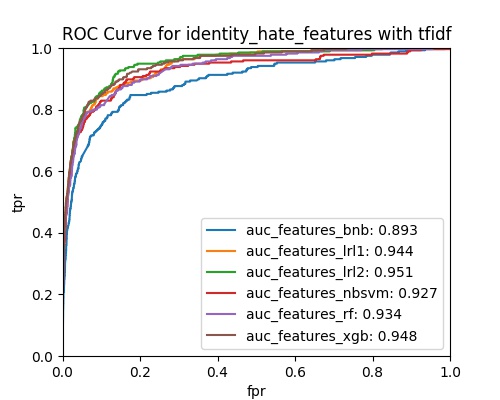 ROC Curve for identity_hate_features with tfidf
1.0
0.8
0.6
0.4
0.2
0.0
tpr
auc_features_bnb: 0.893
auc_features_lrl1: 0.944
auc_features_lrl2: 0.951
auc_features_nbsvm: 0.927
auc_features_rf: 0.934
auc_features_xgb: 0.948
0.0 0.2 0.4 0.6 0.8 1.0
fpr